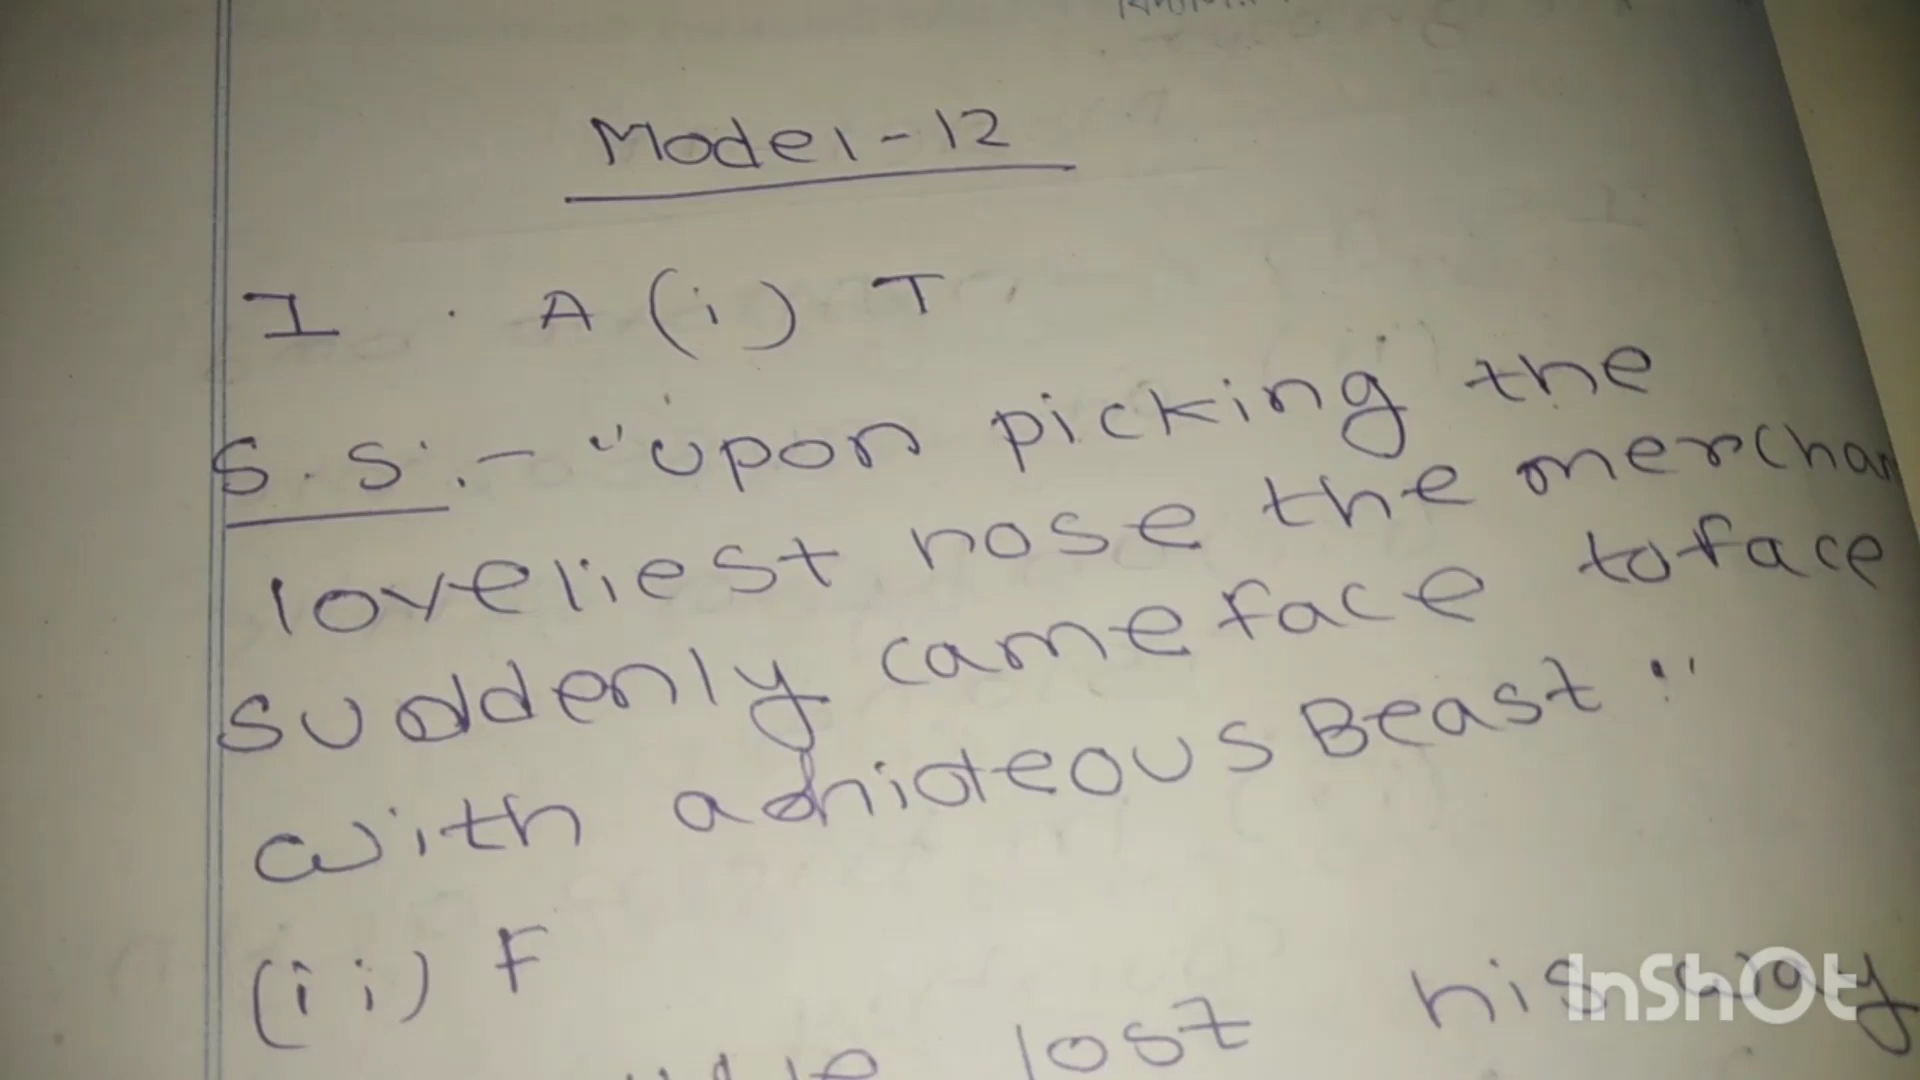 Model-12
I . A (i) T
S.S:- "upon picking the
loveliest rose the merchan
suddenly came face to face
with a hideous Beast."
(ii) F
lost his way
InShOt